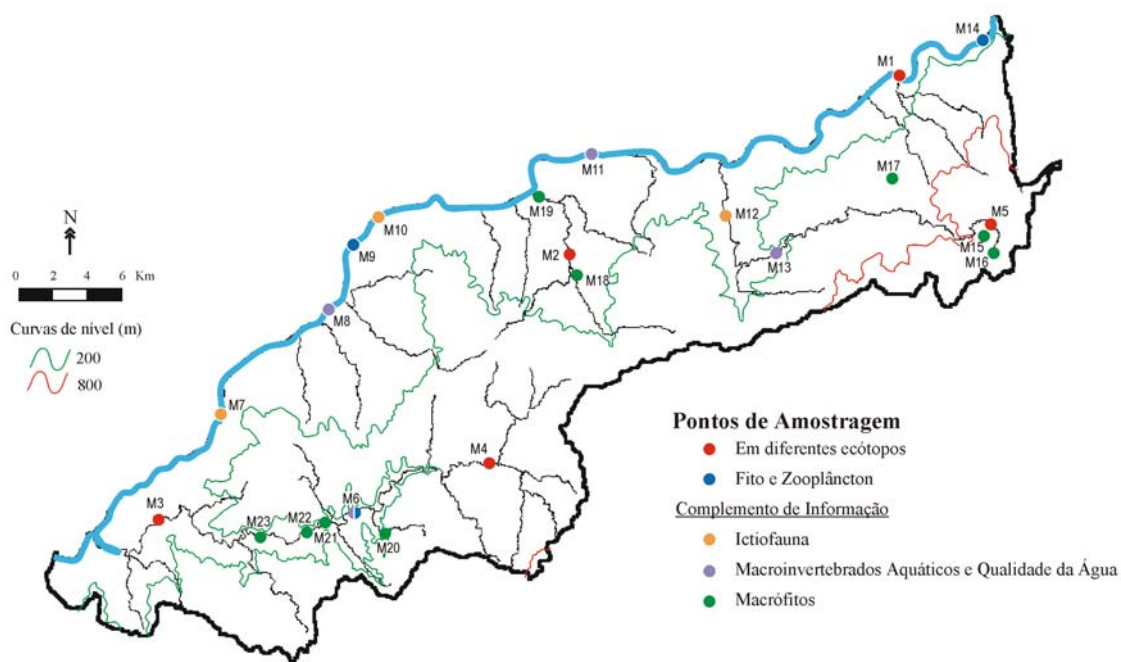 M14
M1
M11
M17
M19
M12
M5
M10
M15
M16
M9
M2
M13
M18
M8
N
0 2 4 6 Km
Curvas de nível (m)
200
800
M7
M4
M3
M6
M22
M23
M21
M20
Pontos de Amostragem
Em diferentes ecótopos
Fito e Zooplâncton
Complemento de Informação
Ictiofauna
Macroinvertebrados Aquáticos e Qualidade da Água
Macrófitos